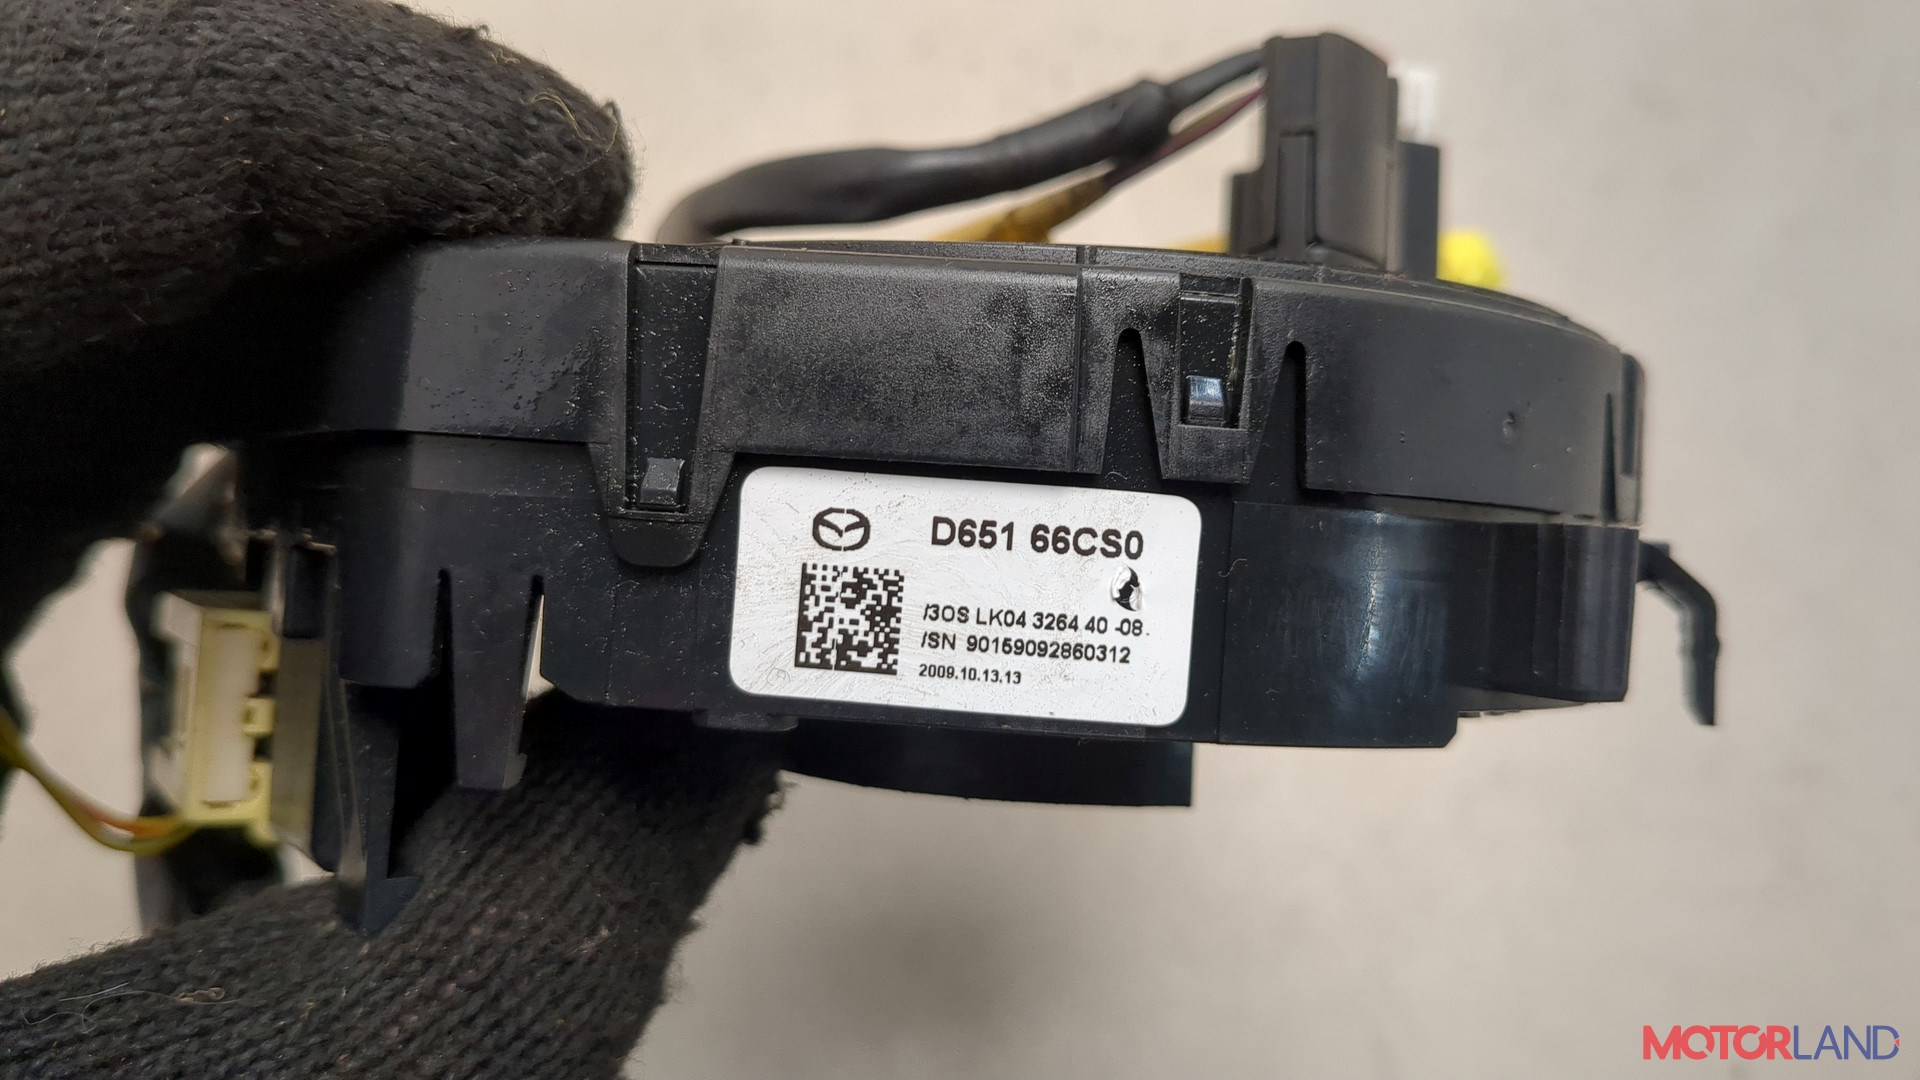 D651 66CS0
/3OS LK04 3264 40 -08.
/SN 90159092860312
2009.10.13.13
MOTORLAND